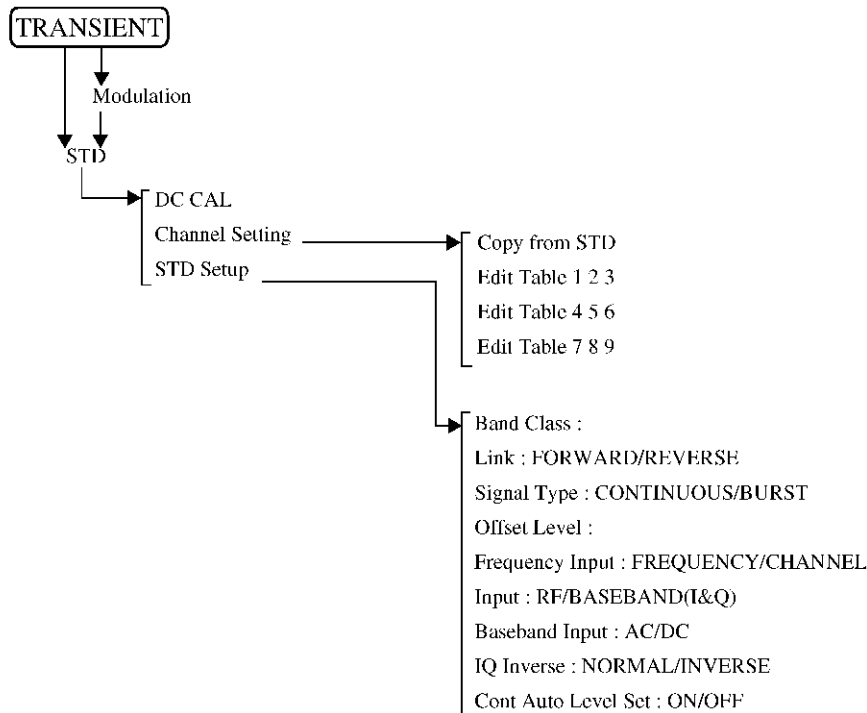 TRANSIENT
Modulation
STD
DC CAL
Channel Setting
STD Setup
Copy from STD
Edit Table 1 2 3
Edit Table 4 5 6
Edit Table 7 8 9
Band Class :
Link : FORWARD/REVERSE
Signal Type : CONTINUOUS/BURST
Offset Level :
Frequency Input : FREQUENCY/CHANNEL
Input : RF/BASEBAND(I&Q)
Baseband Input : AC/DC
IQ Inverse : NORMAL/INVERSE
Cont Auto Level Set : ON/OFF